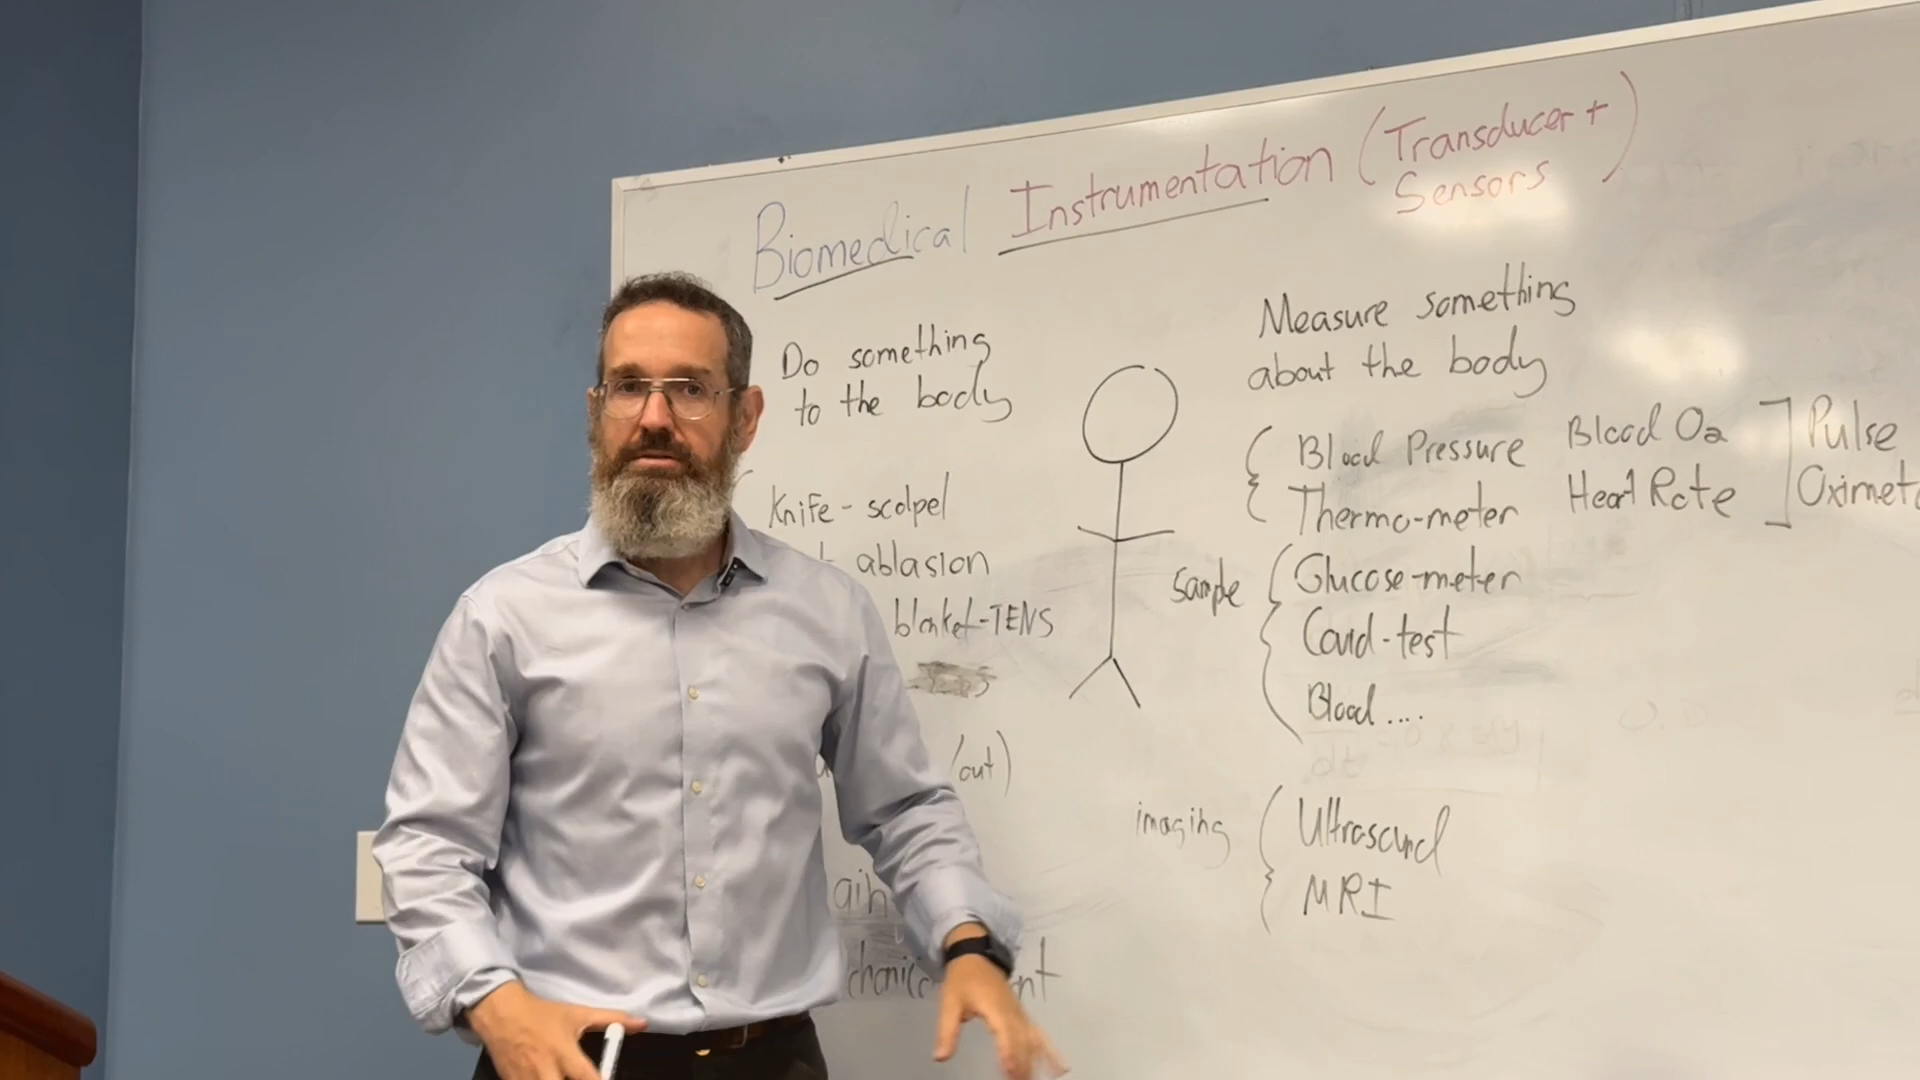 Biomedical Instrumentation (Transducer +
Sensors)
Do something
to the body
Knife - scalpel
ablasion
blanket-TENS
/out)
Measure something
about the body
Blood Pressure
Thermo-meter
Blood O2
Heart Rate
Pulse
Oximet
Sample
Glucose-meter
Covid-test
Blood....
imaging
Ultrasound
MRI